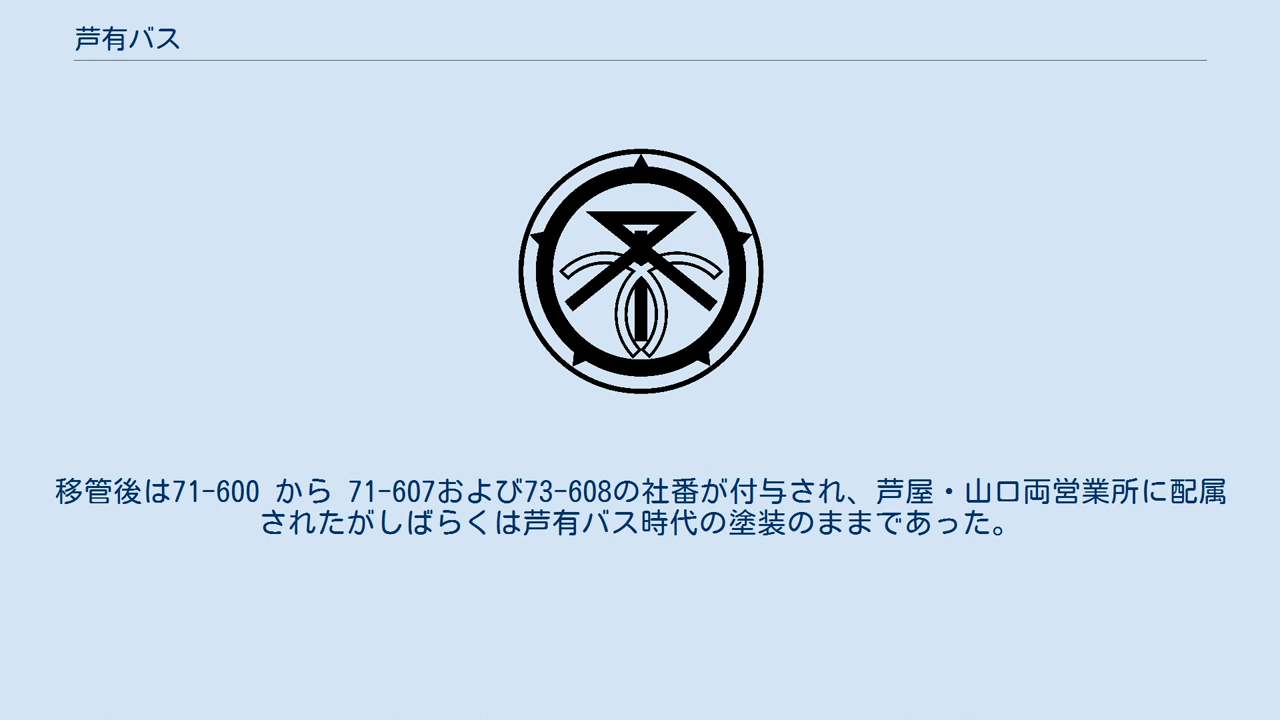 芦有バス
移管後は71-600 から 71-607および73-608の社番が付与され、芦屋・山口両営業所に配属
されたがしばらくは芦有バス時代の塗装のままであった。